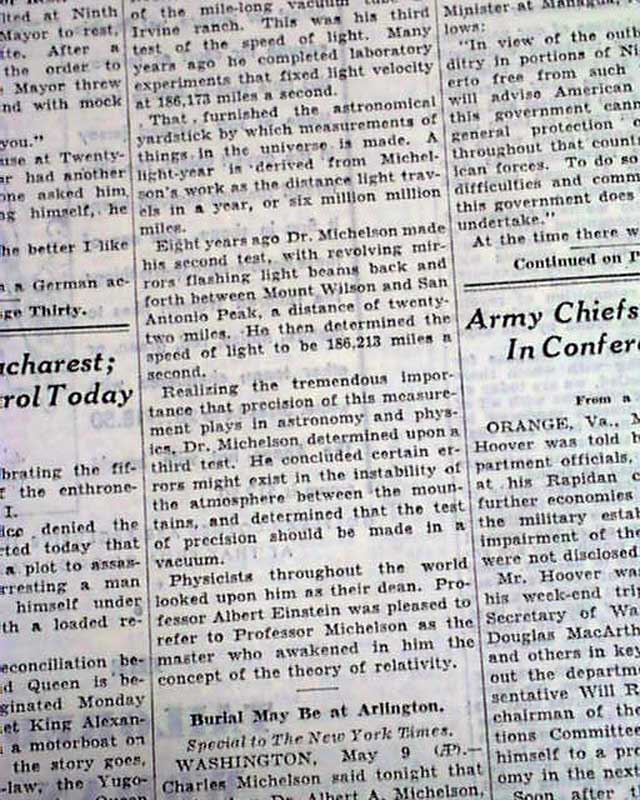 lted at Ninth
Mayor to rest,
ite. After a
the order to
Mayor threw
nd with mock
you."
use at Twenty-
ar had another
one asked him
ng himself, he
he better I like
a German ac-
ge Thirty.
charest;
rol Today
brating the fif-
f the enthrone-
I.
ice denied the
cted today that
a plot to assas-
rresting a man
himself under
th a loaded re-
econciliation be-
d Queen is be-
ginated Monday
et King Alexan-
a motorboat on
the story goes,
-law, the Yugo-
of the mile-long vacuum tube
Irvine ranch. This was his third
test of the speed of light. Many
years ago he completed laboratory
experiments that fixed light velocity
at 186,173 miles a second.
That furnished the astronomical
yardstick by which measurements of
things in the universe is made. A
light-year is derived from Michel-
son's work as the distance light trav-
els in a year, or six million million
miles.
Eight years ago Dr. Michelson made
his second test, with revolving mir-
rors flashing light beams back and
forth between Mount Wilson and San
Antonio Peak, a distance of twenty-
two miles. He then determined the
speed of light to be 186,213 miles a
second.
Realizing the tremendous impor-
tance that precision of this measure-
ment plays in astronomy and phys-
ics, Dr. Michelson determined upon a
third test. He concluded certain er-
rors might exist in the instability of
the atmosphere between the moun-
tains, and determined that the test
of precision should be made in a
vacuum.
Physicists throughout the world
looked upon him as their dean. Pro-
fessor Albert Einstein was pleased to
refer to Professor Michelson as the
master who awakened in him the
concept of the theory of relativity.
Burial May Be at Arlington.
Special to The New York Times.
WASHINGTON, May 9 (AP).—
Charles Michelson said tonight that
Dr. Albert A. Michelson,
Minister at Managua,
lows:
"In view of the outb
ditry in portions of Ni
erto free from such
will advise American
this government cann
general protection o
throughout that count
ican forces. To do so
difficulties and comm
this government does
undertake."
At the time there w
Continued on P
Army Chiefs
In Confer
From a
ORANGE, Va., M
Hoover was told b
partment officials,
at his Rapidan
further economies
the military estab
impairment of the
were not disclosed
Mr. Hoover was
his week-end trip
Secretary of Wa
Douglas MacArth
and others in key
out the departm
sentative Will R
chairman of the
tions Committee
himself to a pro
omy in the next
Soon after